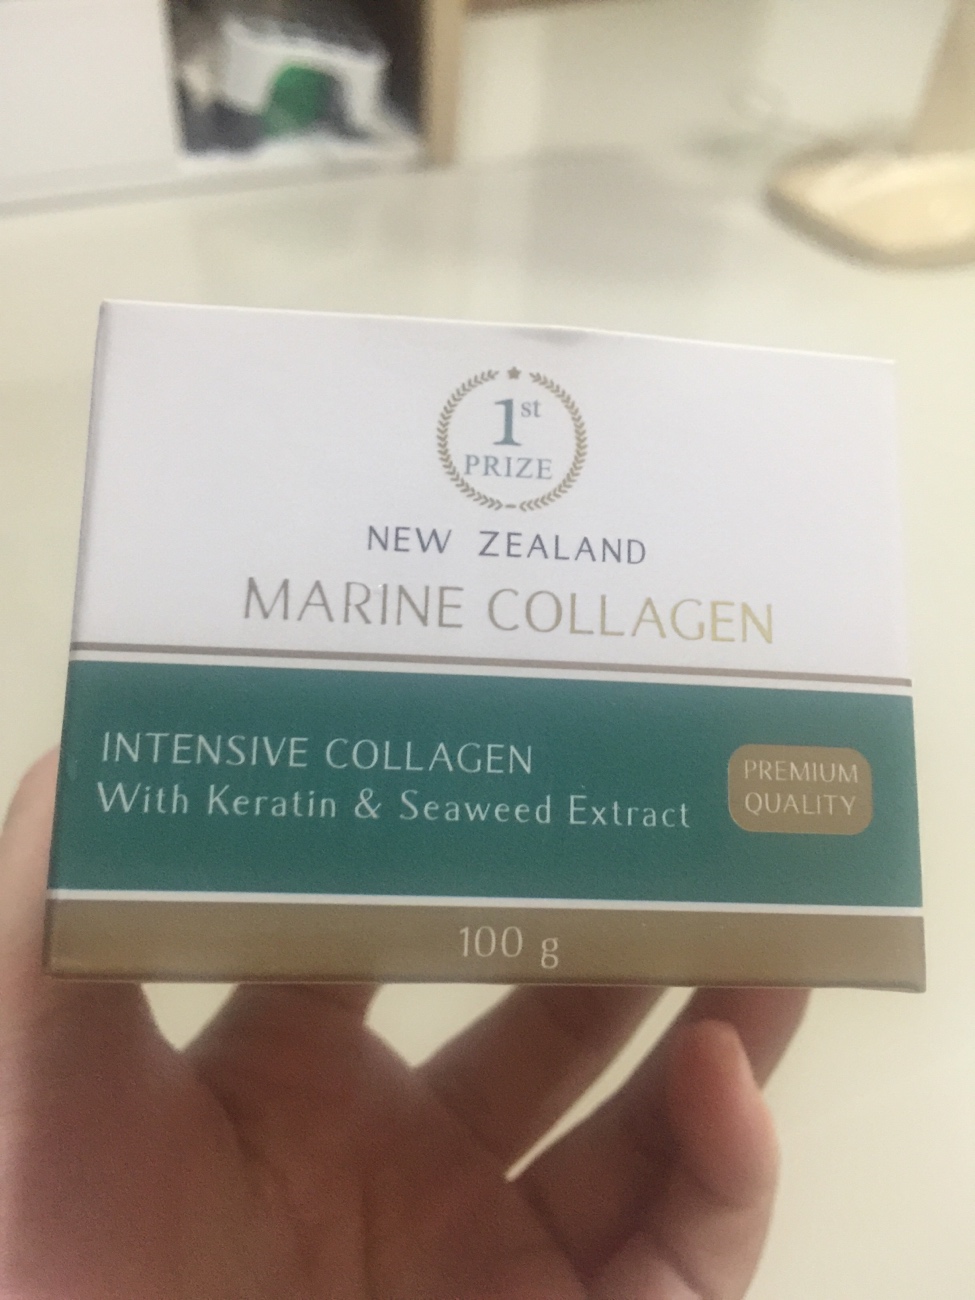 1st
PRIZE
NEW ZEALAND
MARINE COLLAGEN
INTENSIVE COLLAGEN
With Keratin & Seaweed Extract
PREMIUM
QUALITY
100 g